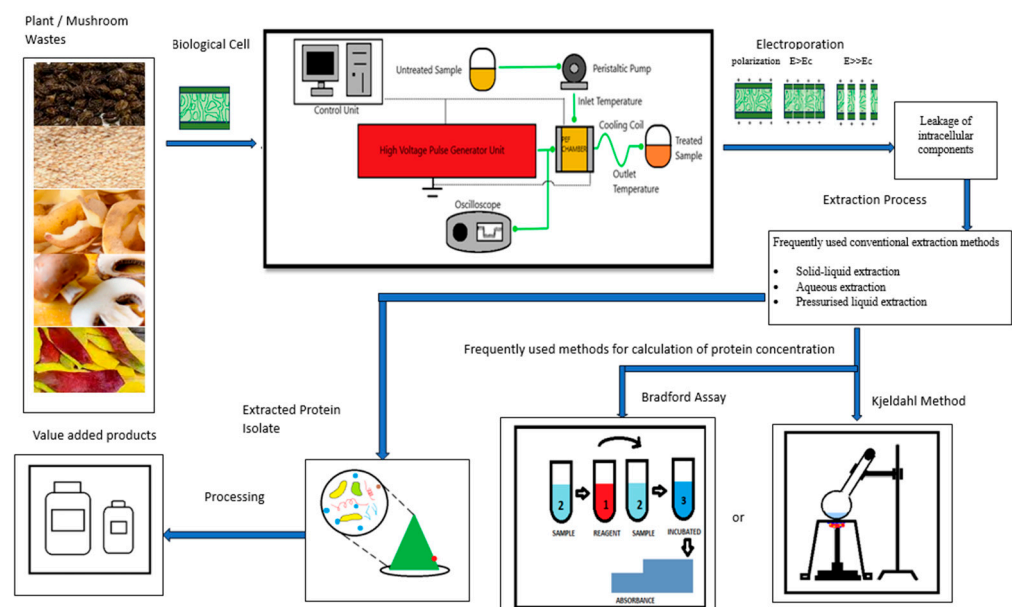 Plant / Mushroom
Wastes
Biological Cell
Control Unit
Untreated Sample
Peristaltic Pump
Inlet Temperature
Cooling Coil
High Voltage Pulse Generator Unit
PEF
CHAMBER
Treated
Sample
Outlet
Temperature
Oscilloscope
Electroporation
polarization
E>Ec
E>>Ec
Leakage of
intracellular
components
Extraction Process
Frequently used conventional extraction methods
• Solid-liquid extraction
• Aqueous extraction
• Pressurised liquid extraction
Frequently used methods for calculation of protein concentration
Bradford Assay
Kjeldahl Method
2
1
2
3
SAMPLE
REAGENT
SAMPLE
INCUBATED
ABSORBANCE
or
Extracted Protein
Isolate
Processing
Value added products